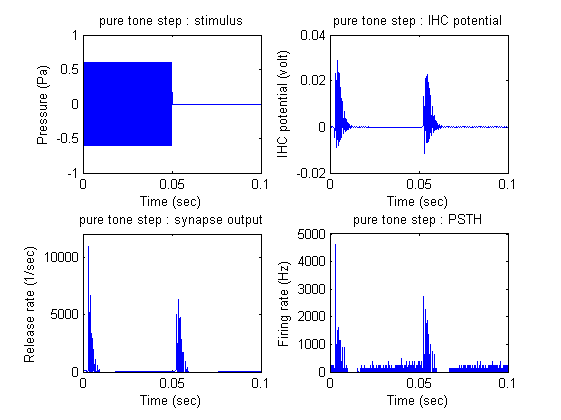 pure tone step : stimulus
1
0.5
0
-0.5
-1
Pressure (Pa)
0
0.05
0.1
Time (sec)
pure tone step : IHC potential
0.04
0.02
0
-0.02
IHC potential (volt)
0
0.05
0.1
Time (sec)
pure tone step : synapse output
10000
5000
0
Release rate (1/sec)
0
0.05
0.1
Time (sec)
pure tone step : PSTH
5000
4000
3000
2000
1000
0
Firing rate (Hz)
0
0.05
0.1
Time (sec)